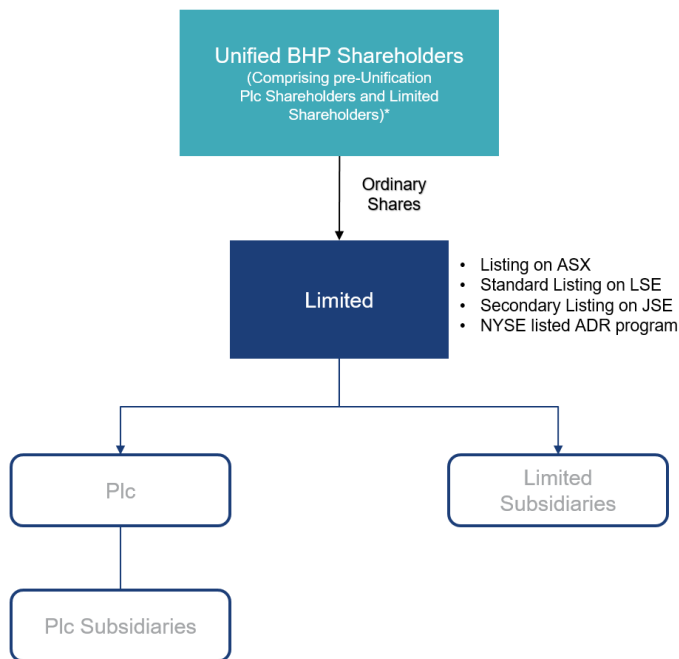 Unified BHP Shareholders
(Comprising pre-Unification
Plc Shareholders and Limited
Shareholders)*
Ordinary
Shares
Limited
• Listing on ASX
• Standard Listing on LSE
• Secondary Listing on JSE
• NYSE listed ADR program
Plc
Limited
Subsidiaries
Plc Subsidiaries